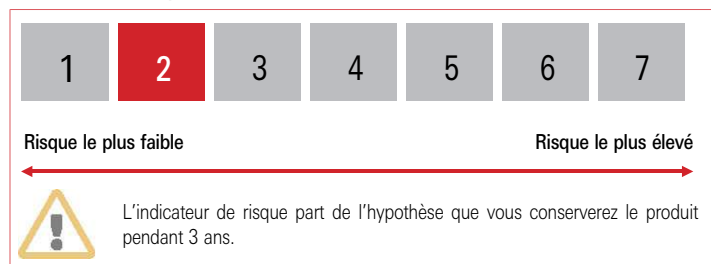 1 2 3 4 5 6 7
Risque le plus faible Risque le plus élevé
L'indicateur de risque part de l'hypothèse que vous conserverez le produit
pendant 3 ans.